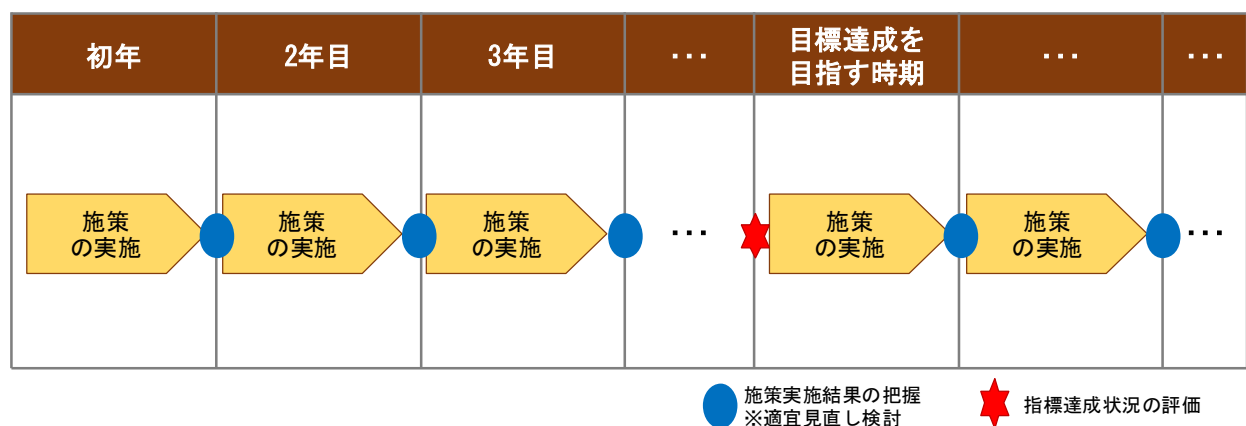 初年
2年目
3年目
･･･
目標達成を
目指す時期
･･･
･･･
施策
の実施
施策
の実施
施策
の実施
･･･
施策
の実施
施策
の実施
･･･
施策実施結果の把握
※適宜見直し検討
指標達成状況の評価